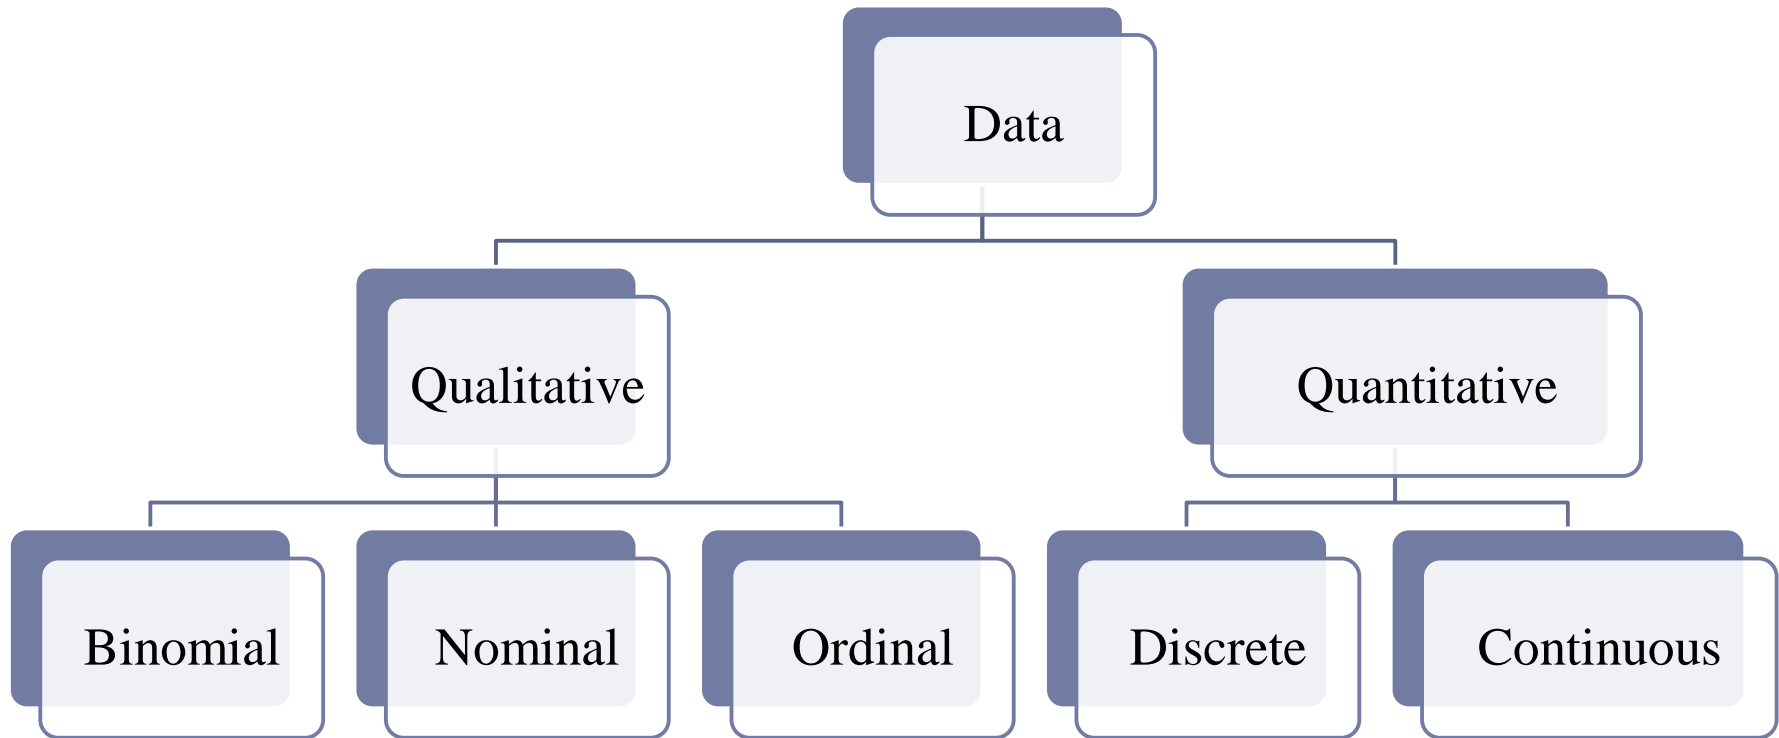 Data
Qualitative
Quantitative
Binomial
Nominal
Ordinal
Discrete
Continuous